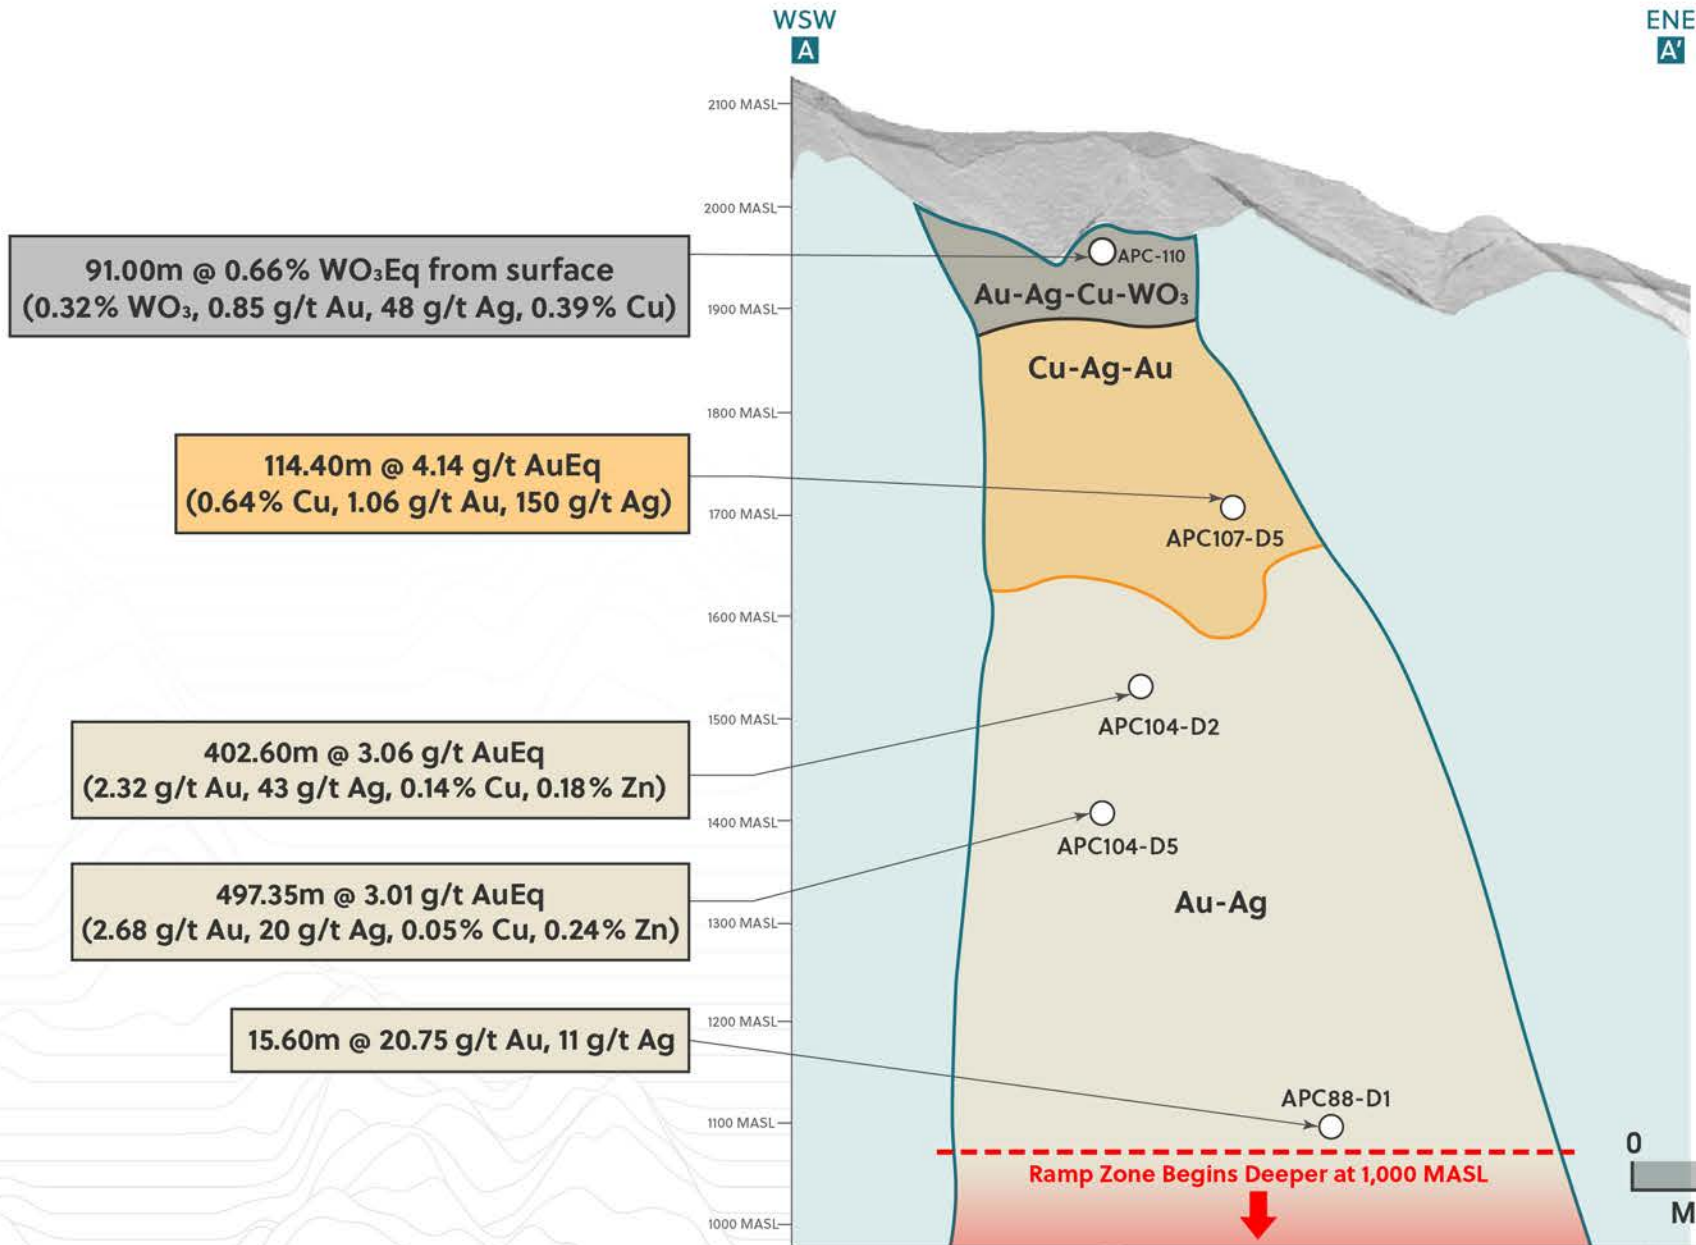 WSW
A
ENE
A'
2100 MASL
2000 MASL
1900 MASL
1800 MASL
1700 MASL
1600 MASL
1500 MASL
1400 MASL
1300 MASL
1200 MASL
1100 MASL
1000 MASL
91.00m @ 0.66% WO₃Eq from surface
(0.32% WO₃, 0.85 g/t Au, 48 g/t Ag, 0.39% Cu)
114.40m @ 4.14 g/t AuEq
(0.64% Cu, 1.06 g/t Au, 150 g/t Ag)
402.60m @ 3.06 g/t AuEq
(2.32 g/t Au, 43 g/t Ag, 0.14% Cu, 0.18% Zn)
497.35m @ 3.01 g/t AuEq
(2.68 g/t Au, 20 g/t Ag, 0.05% Cu, 0.24% Zn)
15.60m @ 20.75 g/t Au, 11 g/t Ag
APC-110
Au-Ag-Cu-WO₃
Cu-Ag-Au
APC107-D5
APC104-D2
APC104-D5
Au-Ag
APC88-D1
Ramp Zone Begins Deeper at 1,000 MASL
0
M